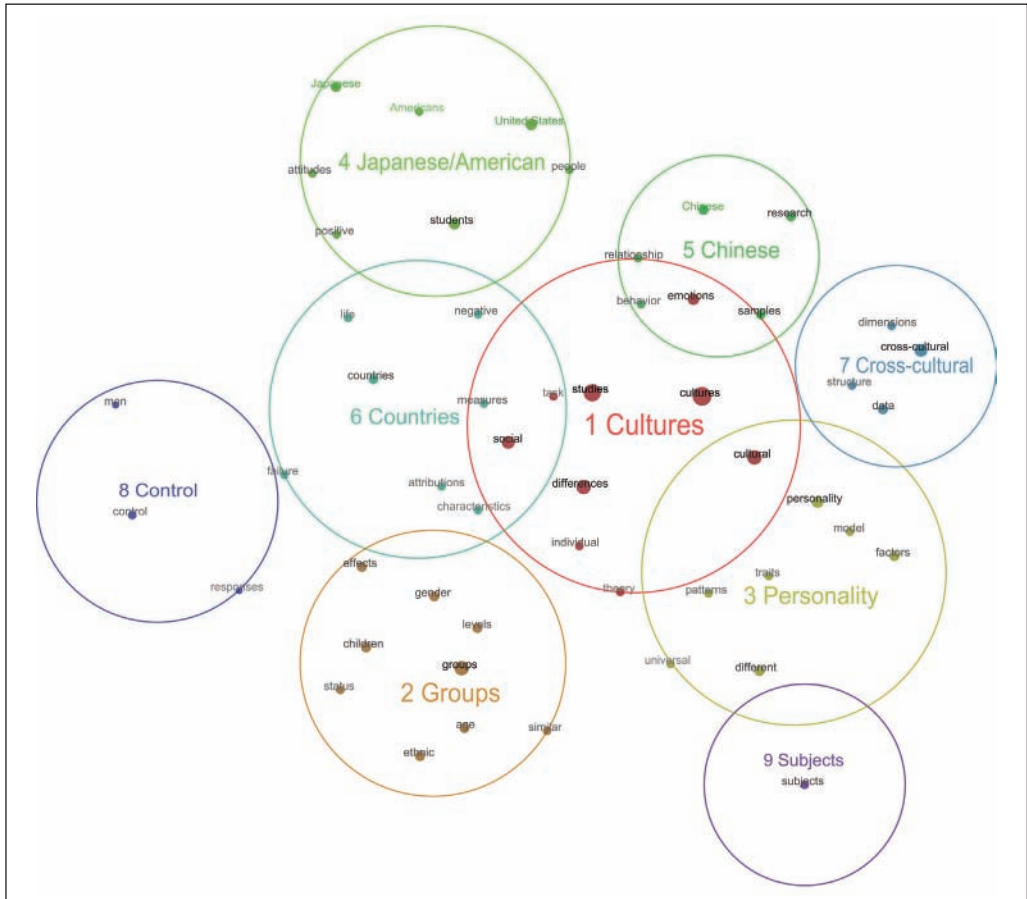 Japanese
Americans
United States
4 Japanese/American
attitudes
people
positive
students
Chinese
research
5 Chinese
relationship
emotions
behavior
samples
life
negative
countries
measures
6 Countries
social
failure
attributions
characteristics
task
studies
cultures
1 Cultures
cultural
differences
individual
theory
dimensions
cross-cultural
7 Cross-cultural
structure
data
men
8 Control
control
responses
personality
model
factors
traits
patterns
3 Personality
universal
different
effects
gender
levels
children
groups
status
2 Groups
age
similar
ethnic
9 Subjects
subjects